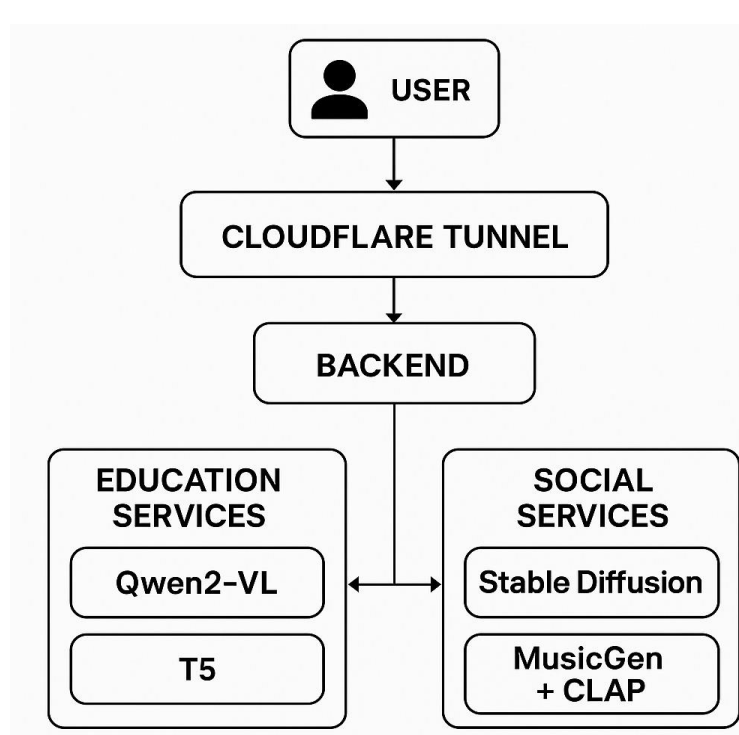 USER
CLOUDFLARE TUNNEL
BACKEND
EDUCATION
SERVICES
Qwen2-VL
T5
SOCIAL
SERVICES
Stable Diffusion
MusicGen
+ CLAP